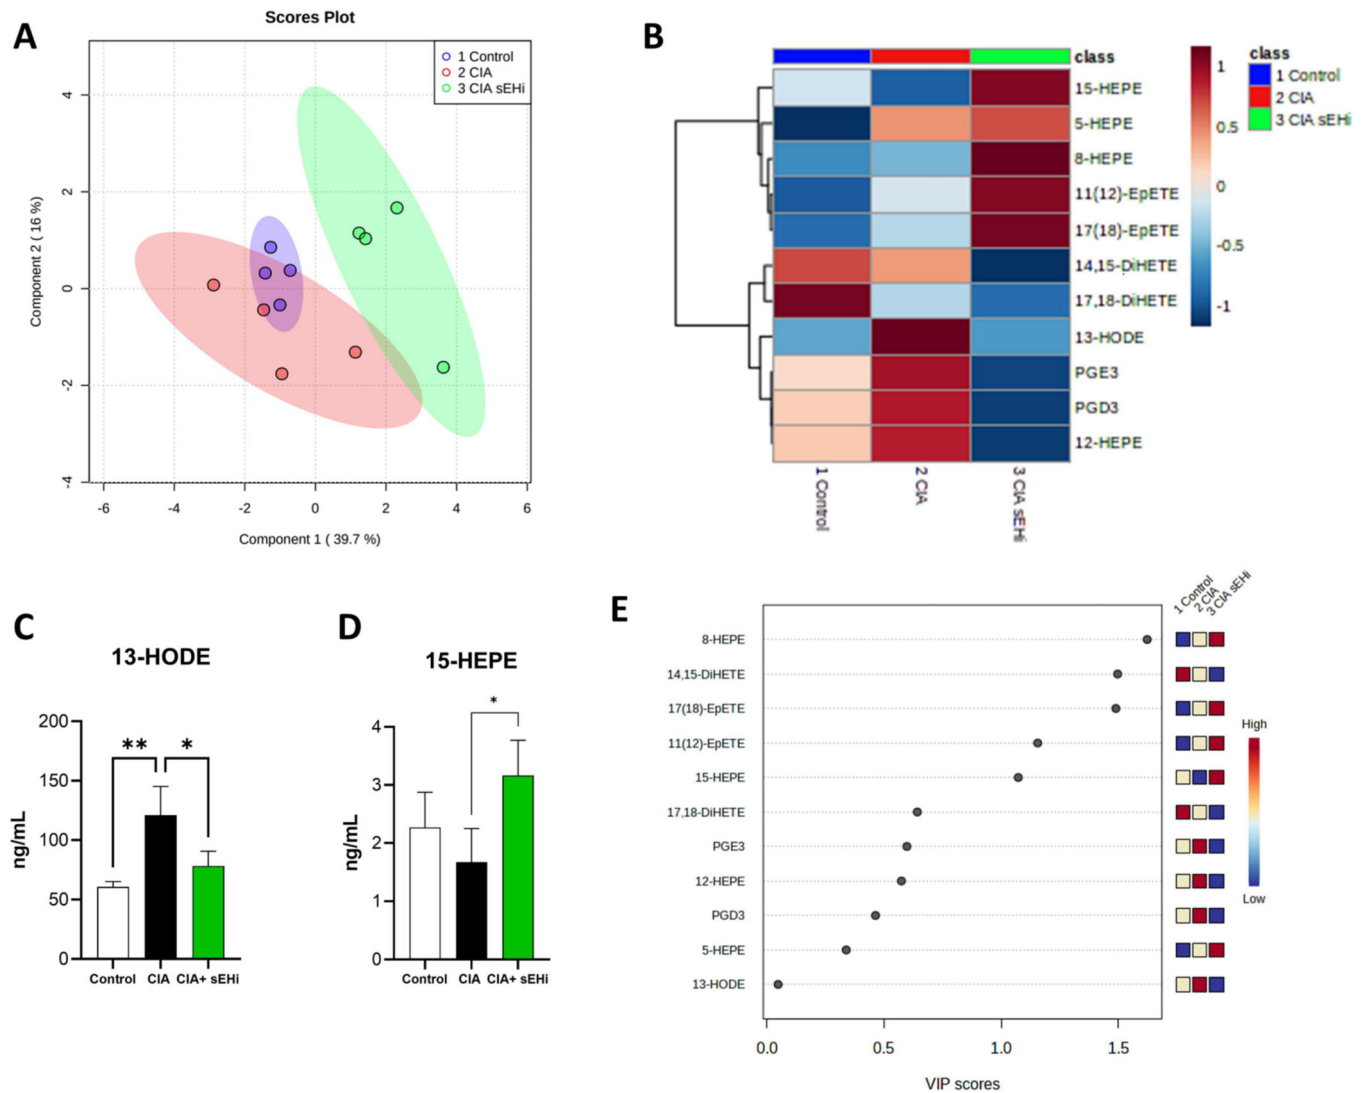 A
Scores Plot
1 Control
2 CIA
3 CIA sEHi
Component 2 ( 16 %)
4
2
0
-2
-4
-6
-4
-2
0
2
4
6
Component 1 ( 39.7 %)
B
class
15-HEPE
5-HEPE
8-HEPE
11(12)-EpETE
17(18)-EpETE
14,15-DiHETE
17,18-DiHETE
13-HODE
PGE3
PGD3
12-HEPE
1 Control
2 CIA
3 CIA sEHi
1
0.5
0
-0.5
-1
class
1 Control
2 CIA
3 CIA sEHi
C
13-HODE
ng/mL
200
150
100
50
0
**
*
Control
CIA
CIA+ sEHi
D
15-HEPE
ng/mL
4
3
2
1
0
*
Control
CIA
CIA+ sEHi
E
1 Control
2 CIA
3 CIA sEHi
8-HEPE
14,15-DiHETE
17(18)-EpETE
11(12)-EpETE
15-HEPE
17,18-DiHETE
PGE3
12-HEPE
PGD3
5-HEPE
13-HODE
High
Low
0.0
0.5
1.0
1.5
VIP scores